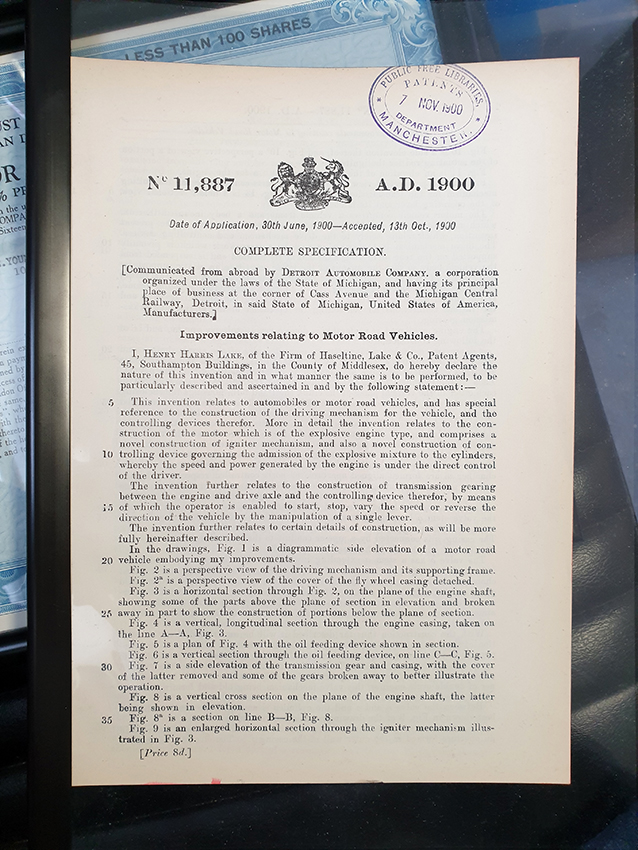 LESS THAN 100 SHARES
PUBLIC FREE LIBRARIES,
PATENTS
7 NOV. 1900
DEPARTMENT
MANCHESTER.
Nº 11,887 A.D. 1900
Date of Application, 30th June, 1900—Accepted, 13th Oct., 1900
COMPLETE SPECIFICATION.
[Communicated from abroad by DETROIT AUTOMOBILE COMPANY, a corporation
organized under the laws of the State of Michigan, and having its principal
place of business at the corner of Cass Avenue and the Michigan Central
Railway, Detroit, in said State of Michigan, United States of America,
Manufacturers.]
Improvements relating to Motor Road Vehicles.
I, HENRY HARRIS LAKE, of the Firm of Haseltine, Lake & Co., Patent Agents,
45, Southampton Buildings, in the County of Middlesex, do hereby declare the
nature of this invention and in what manner the same is to be performed, to be
particularly described and ascertained in and by the following statement:—
5 This invention relates to automobiles or motor road vehicles, and has special
reference to the construction of the driving mechanism for the vehicle, and the
controlling devices therefor. More in detail the invention relates to the con-
struction of the motor which is of the explosive engine type, and comprises a
novel construction of igniter mechanism, and also a novel construction of con-
10 trolling device governing the admission of the explosive mixture to the cylinders,
whereby the speed and power generated by the engine is under the direct control
of the driver.
The invention further relates to the construction of transmission gearing
between the engine and drive axle and the controlling device therefor, by means
15 of which the operator is enabled to start, stop, vary the speed or reverse the
direction of the vehicle by the manipulation of a single lever.
The invention further relates to certain details of construction, as will be more
fully hereinafter described.
In the drawings, Fig. 1 is a diagrammatic side elevation of a motor road
20 vehicle embodying my improvements.
Fig. 2 is a perspective view of the driving mechanism and its supporting frame.
Fig. 2ª is a perspective view of the cover of the fly wheel casing detached.
Fig. 3 is a horizontal section through Fig. 2, on the plane of the engine shaft,
showing some of the parts above the plane of section in elevation and broken
25 away in part to show the construction of portions below the plane of section.
Fig. 4 is a vertical, longitudinal section through the engine casing, taken on
the line A—A, Fig. 3.
Fig. 5 is a plan of Fig. 4 with the oil feeding device shown in section.
Fig. 6 is a vertical section through the oil feeding device, on line C—C, Fig. 5.
30 Fig. 7 is a side elevation of the transmission gear and casing, with the cover
of the latter removed and some of the gears broken away to better illustrate the
operation.
Fig. 8 is a vertical cross section on the plane of the engine shaft, the latter
being shown in elevation.
35 Fig. 8ª is a section on line B—B, Fig. 8.
Fig. 9 is an enlarged horizontal section through the igniter mechanism illus-
trated in Fig. 3.
[Price 8d.]